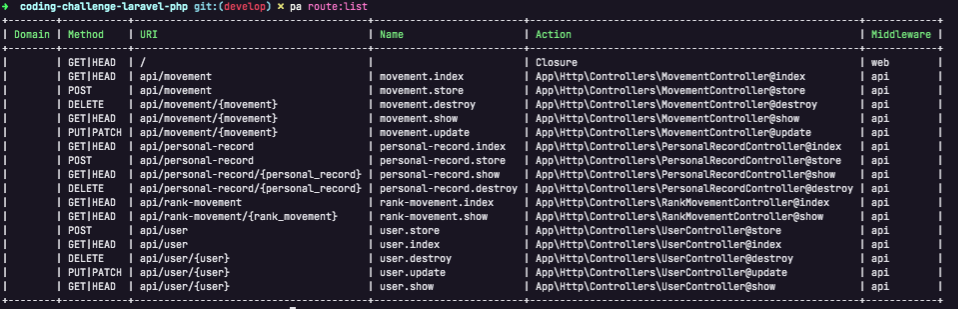 ➜  coding-challenge-laravel-php git:(develop) ✗ pa route:list
+--------+-----------+--------------------------------------+-------------------------+------------------------------------------------------+------------+
| Domain | Method    | URI                                  | Name                    | Action                                               | Middleware |
+--------+-----------+--------------------------------------+-------------------------+------------------------------------------------------+------------+
|        | GET|HEAD  | /                                    |                         | Closure                                              | web        |
|        | GET|HEAD  | api/movement                         | movement.index          | App\Http\Controllers\MovementController@index        | api        |
|        | POST      | api/movement                         | movement.store          | App\Http\Controllers\MovementController@store        | api        |
|        | DELETE    | api/movement/{movement}              | movement.destroy        | App\Http\Controllers\MovementController@destroy      | api        |
|        | GET|HEAD  | api/movement/{movement}              | movement.show           | App\Http\Controllers\MovementController@show         | api        |
|        | PUT|PATCH | api/movement/{movement}              | movement.update         | App\Http\Controllers\MovementController@update       | api        |
|        | GET|HEAD  | api/personal-record                  | personal-record.index   | App\Http\Controllers\PersonalRecordController@index  | api        |
|        | POST      | api/personal-record                  | personal-record.store   | App\Http\Controllers\PersonalRecordController@store  | api        |
|        | GET|HEAD  | api/personal-record/{personal_record} | personal-record.show    | App\Http\Controllers\PersonalRecordController@show   | api        |
|        | DELETE    | api/personal-record/{personal_record} | personal-record.destroy | App\Http\Controllers\PersonalRecordController@destroy | api        |
|        | GET|HEAD  | api/rank-movement                    | rank-movement.index     | App\Http\Controllers\RankMovementController@index    | api        |
|        | GET|HEAD  | api/rank-movement/{rank_movement}    | rank-movement.show      | App\Http\Controllers\RankMovementController@show     | api        |
|        | POST      | api/user                             | user.store              | App\Http\Controllers\UserController@store            | api        |
|        | GET|HEAD  | api/user                             | user.index              | App\Http\Controllers\UserController@index            | api        |
|        | DELETE    | api/user/{user}                      | user.destroy            | App\Http\Controllers\UserController@destroy          | api        |
|        | PUT|PATCH | api/user/{user}                      | user.update             | App\Http\Controllers\UserController@update           | api        |
|        | GET|HEAD  | api/user/{user}                      | user.show               | App\Http\Controllers\UserController@show             | api        |
+--------+-----------+--------------------------------------+-------------------------+------------------------------------------------------+------------+